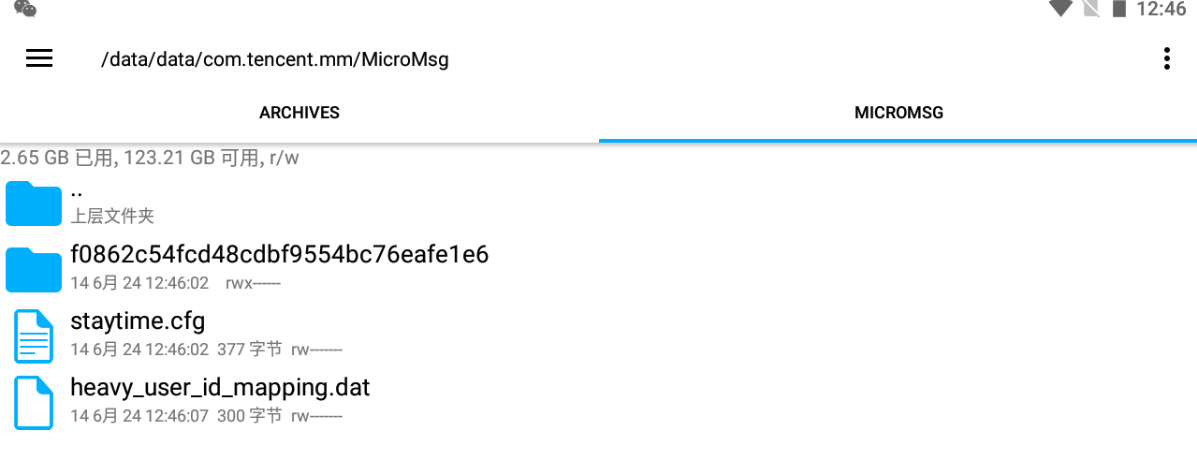 12:46
/data/data/com.tencent.mm/MicroMsg
ARCHIVES
MICROMSG
2.65 GB 已用, 123.21 GB 可用, r/w
..
上层文件夹
f0862c54fcd48cdbf9554bc76eafe1e6
14 6月 24 12:46:02 rwx------
staytime.cfg
14 6月 24 12:46:02 377 字节 rw-------
heavy_user_id_mapping.dat
14 6月 24 12:46:07 300 字节 rw-------